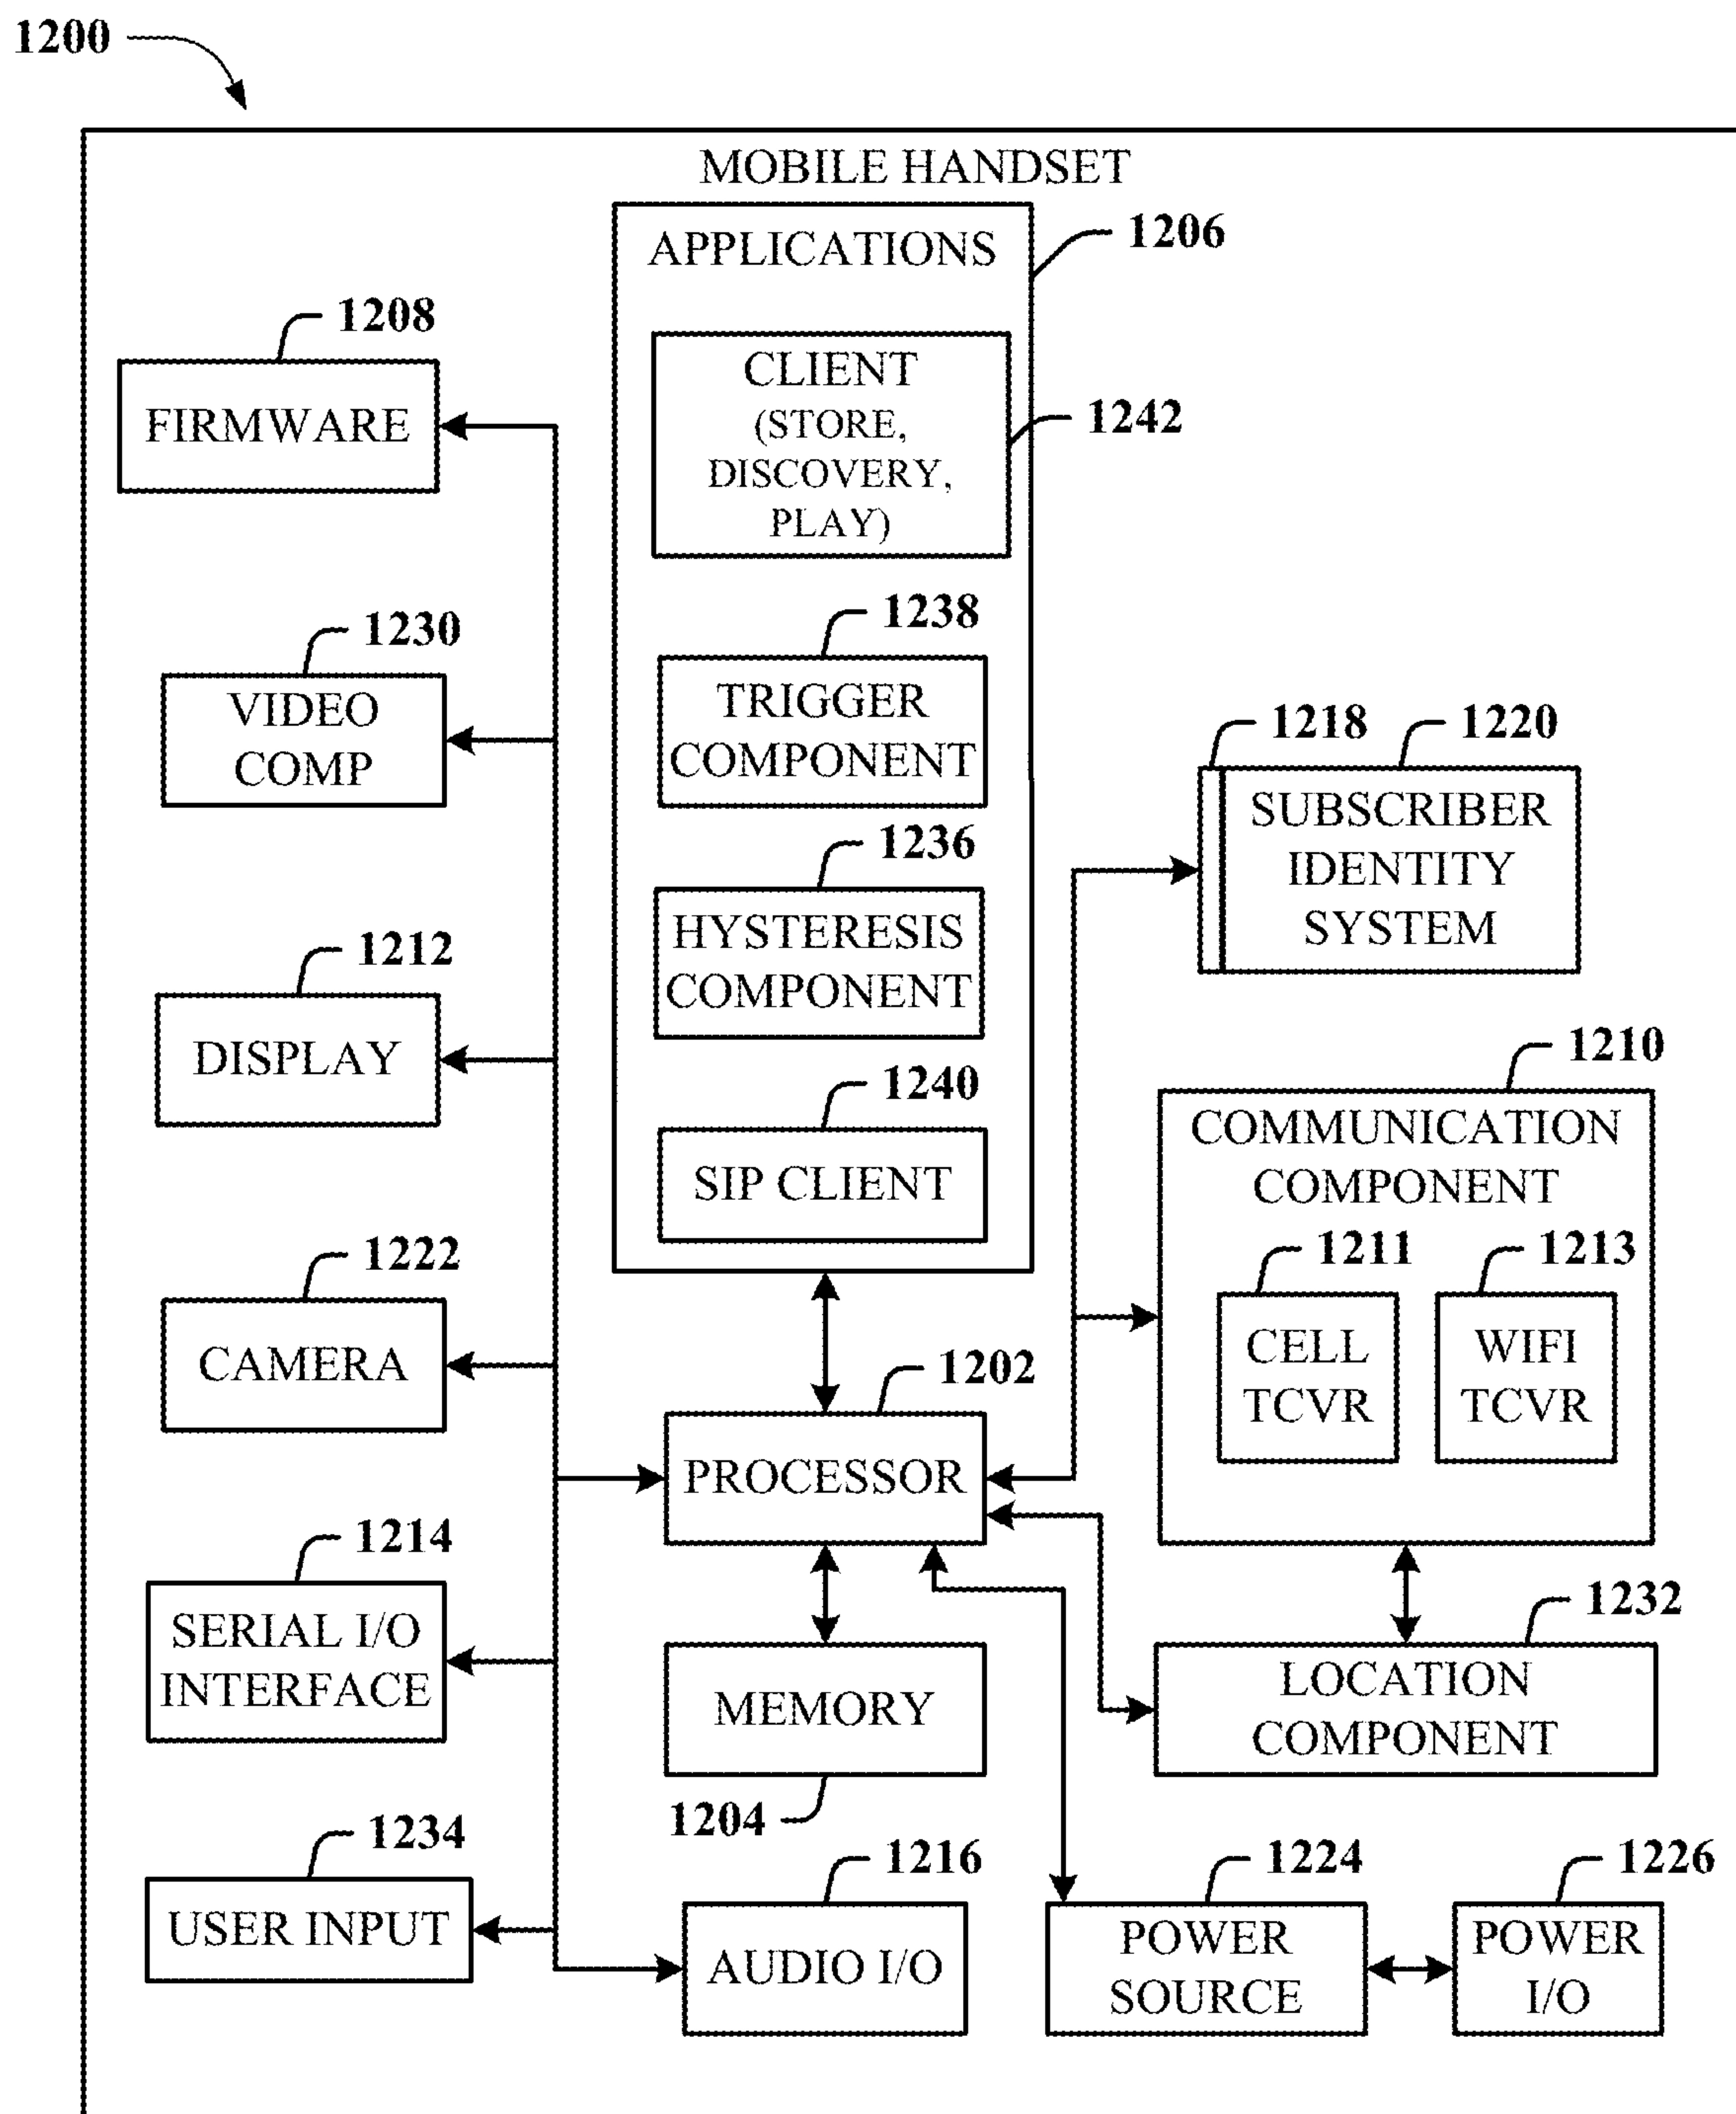 1200
MOBILE HANDSET
APPLICATIONS
1206
CLIENT
(STORE,
DISCOVERY,
PLAY)
1242
1208
FIRMWARE
1238
TRIGGER
COMPONENT
1230
VIDEO
COMP
1236
HYSTERESIS
COMPONENT
1218
1220
SUBSCRIBER
IDENTITY
SYSTEM
1212
DISPLAY
1240
SIP CLIENT
1210
COMMUNICATION
COMPONENT
1211
CELL
TCVR
1213
WIFI
TCVR
1222
CAMERA
1202
PROCESSOR
1214
SERIAL I/O
INTERFACE
MEMORY
1204
1232
LOCATION
COMPONENT
1234
USER INPUT
1216
AUDIO I/O
1224
POWER
SOURCE
1226
POWER
I/O